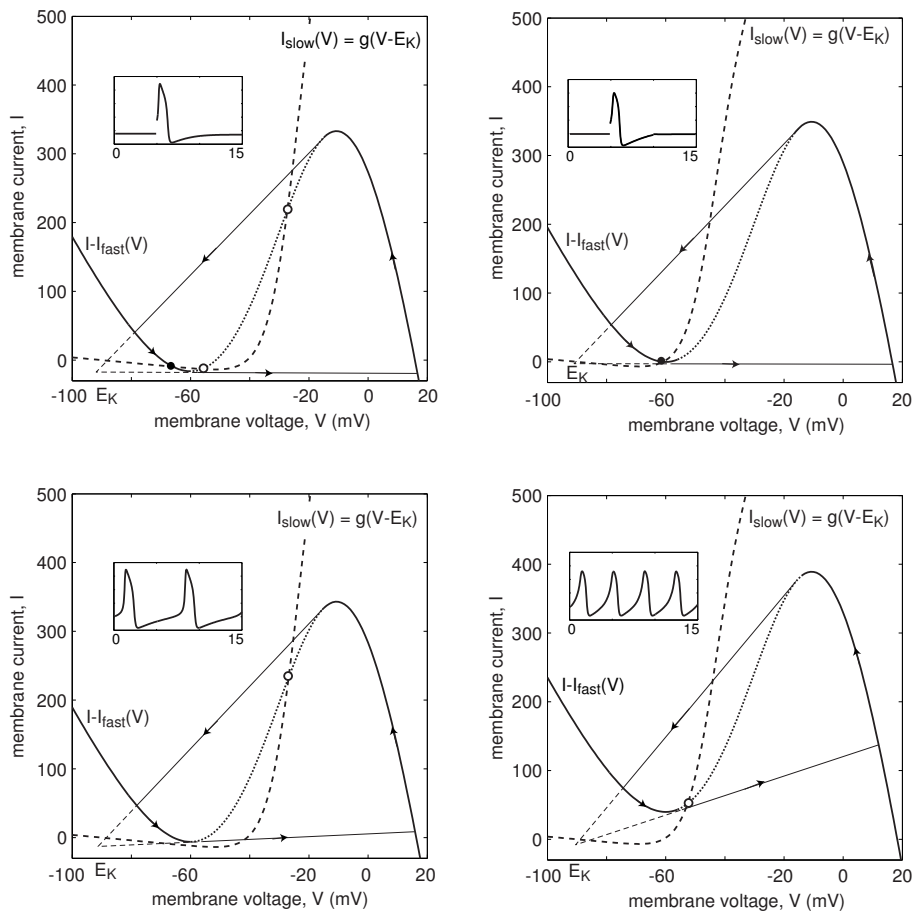 500
400
300
200
100
0
-100
-60
-20
0
20
membrane current, I
membrane voltage, V (mV)
I_slow(V) = g(V-E_K)
I-I_fast(V)
E_K
0
15
500
400
300
200
100
0
-100
-60
-20
0
20
membrane current, I
membrane voltage, V (mV)
I_slow(V) = g(V-E_K)
I-I_fast(V)
E_K
0
15
500
400
300
200
100
0
-100
-60
-20
0
20
membrane current, I
membrane voltage, V (mV)
I_slow(V) = g(V-E_K)
I-I_fast(V)
E_K
0
15
500
400
300
200
100
0
-100
-60
-20
0
20
membrane current, I
membrane voltage, V (mV)
I_slow(V) = g(V-E_K)
I-I_fast(V)
E_K
0
15